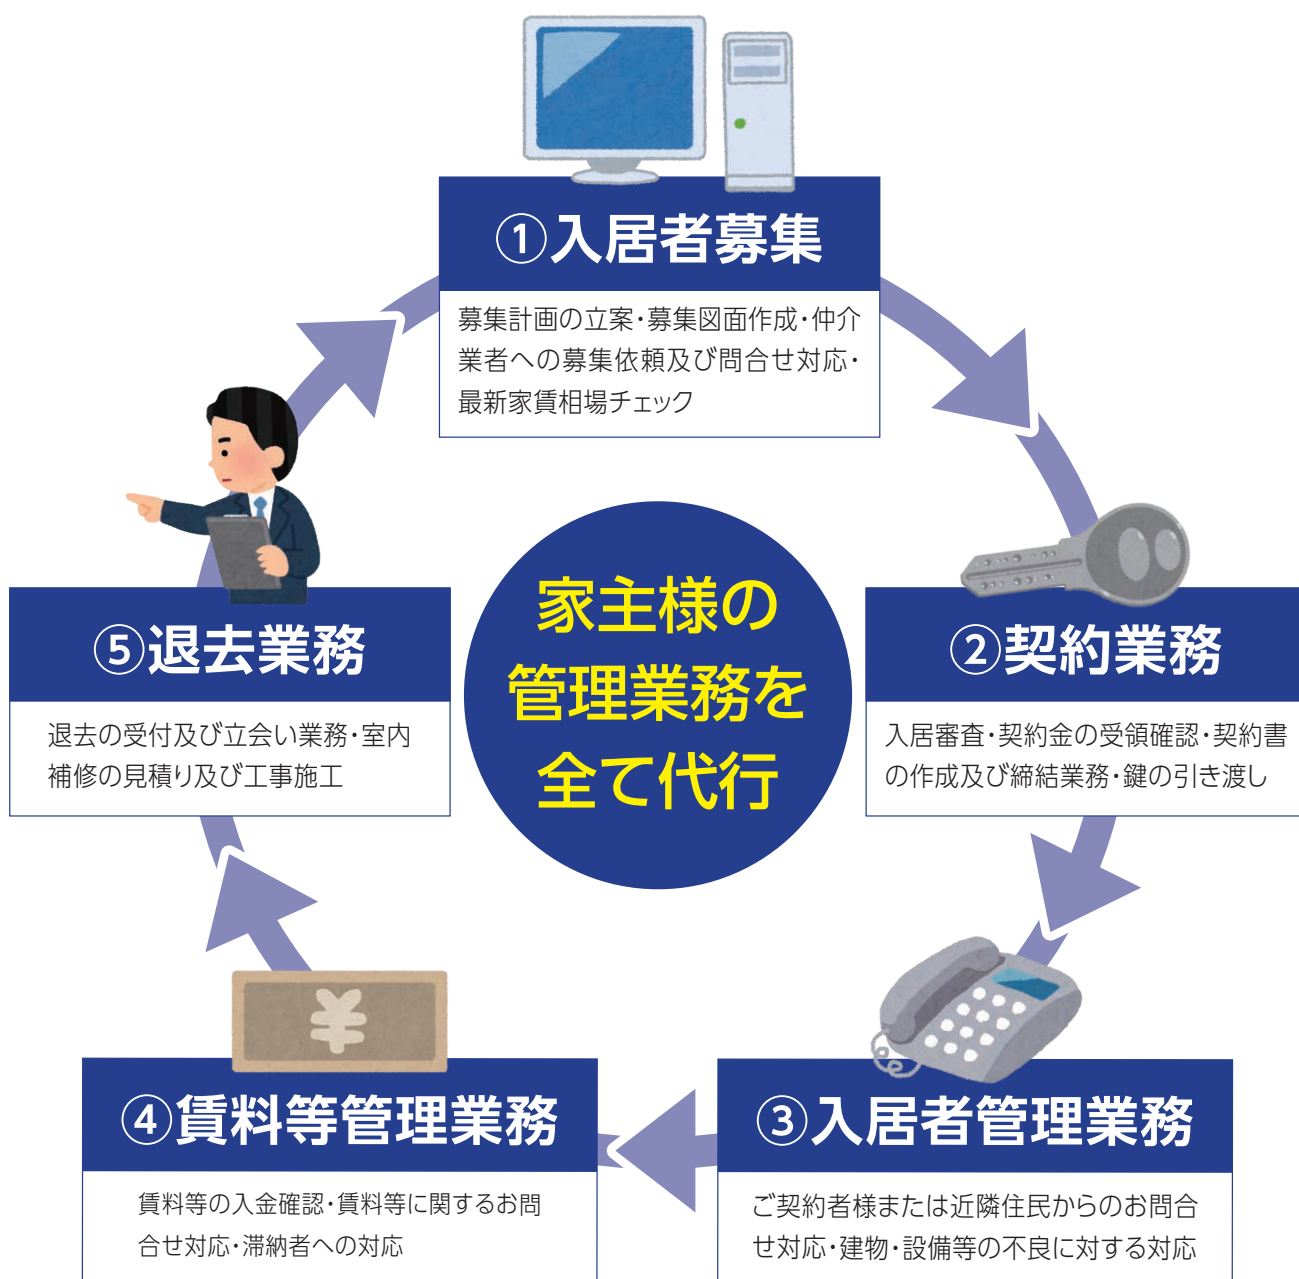 ①入居者募集
募集計画の立案・募集図面作成・仲介
業者への募集依頼及び問合せ対応・
最新家賃相場チェック
家主様の
管理業務を
全て代行
②契約業務
入居審査・契約金の受領確認・契約書
の作成及び締結業務・鍵の引き渡し
③入居者管理業務
ご契約者様または近隣住民からのお問合
せ対応・建物・設備等の不良に対する対応
④賃料等管理業務
賃料等の入金確認・賃料等に関するお問
合せ対応・滞納者への対応
⑤退去業務
退去の受付及び立会い業務・室内
補修の見積り及び工事施工
¥